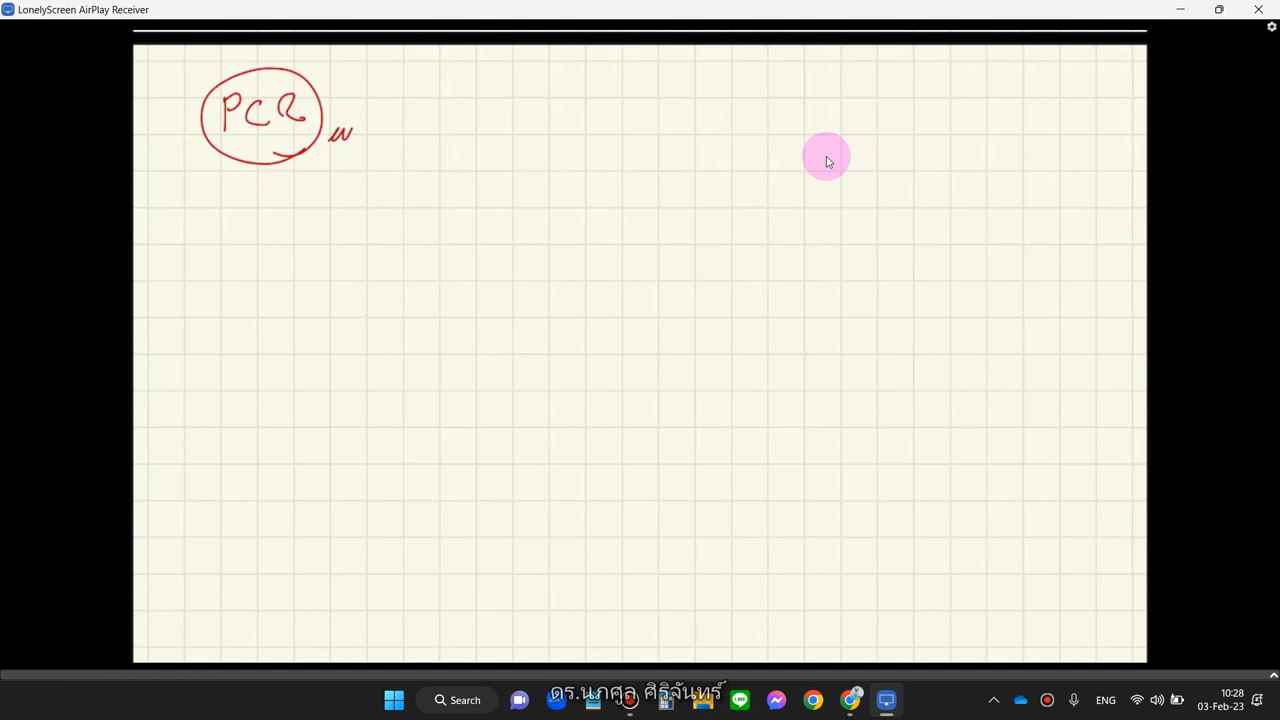 LonelyScreen AirPlay Receiver
PCR
Search
ENG
10:28
03-Feb-23
ดร.นภศูล ศิริจันทร์